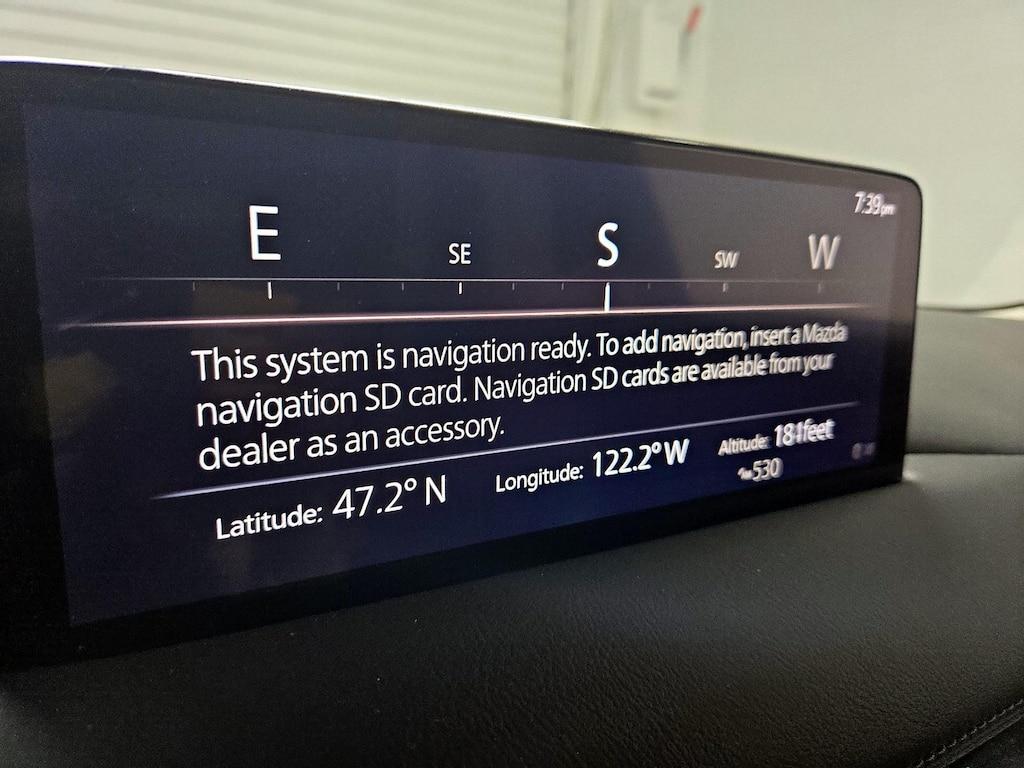 7:39pm
E SE S SW W
This system is navigation ready. To add navigation, insert a Mazda
navigation SD card. Navigation SD cards are available from your
dealer as an accessory.
Latitude: 47.2° N Longitude: 122.2° W Altitude: 181feet
530